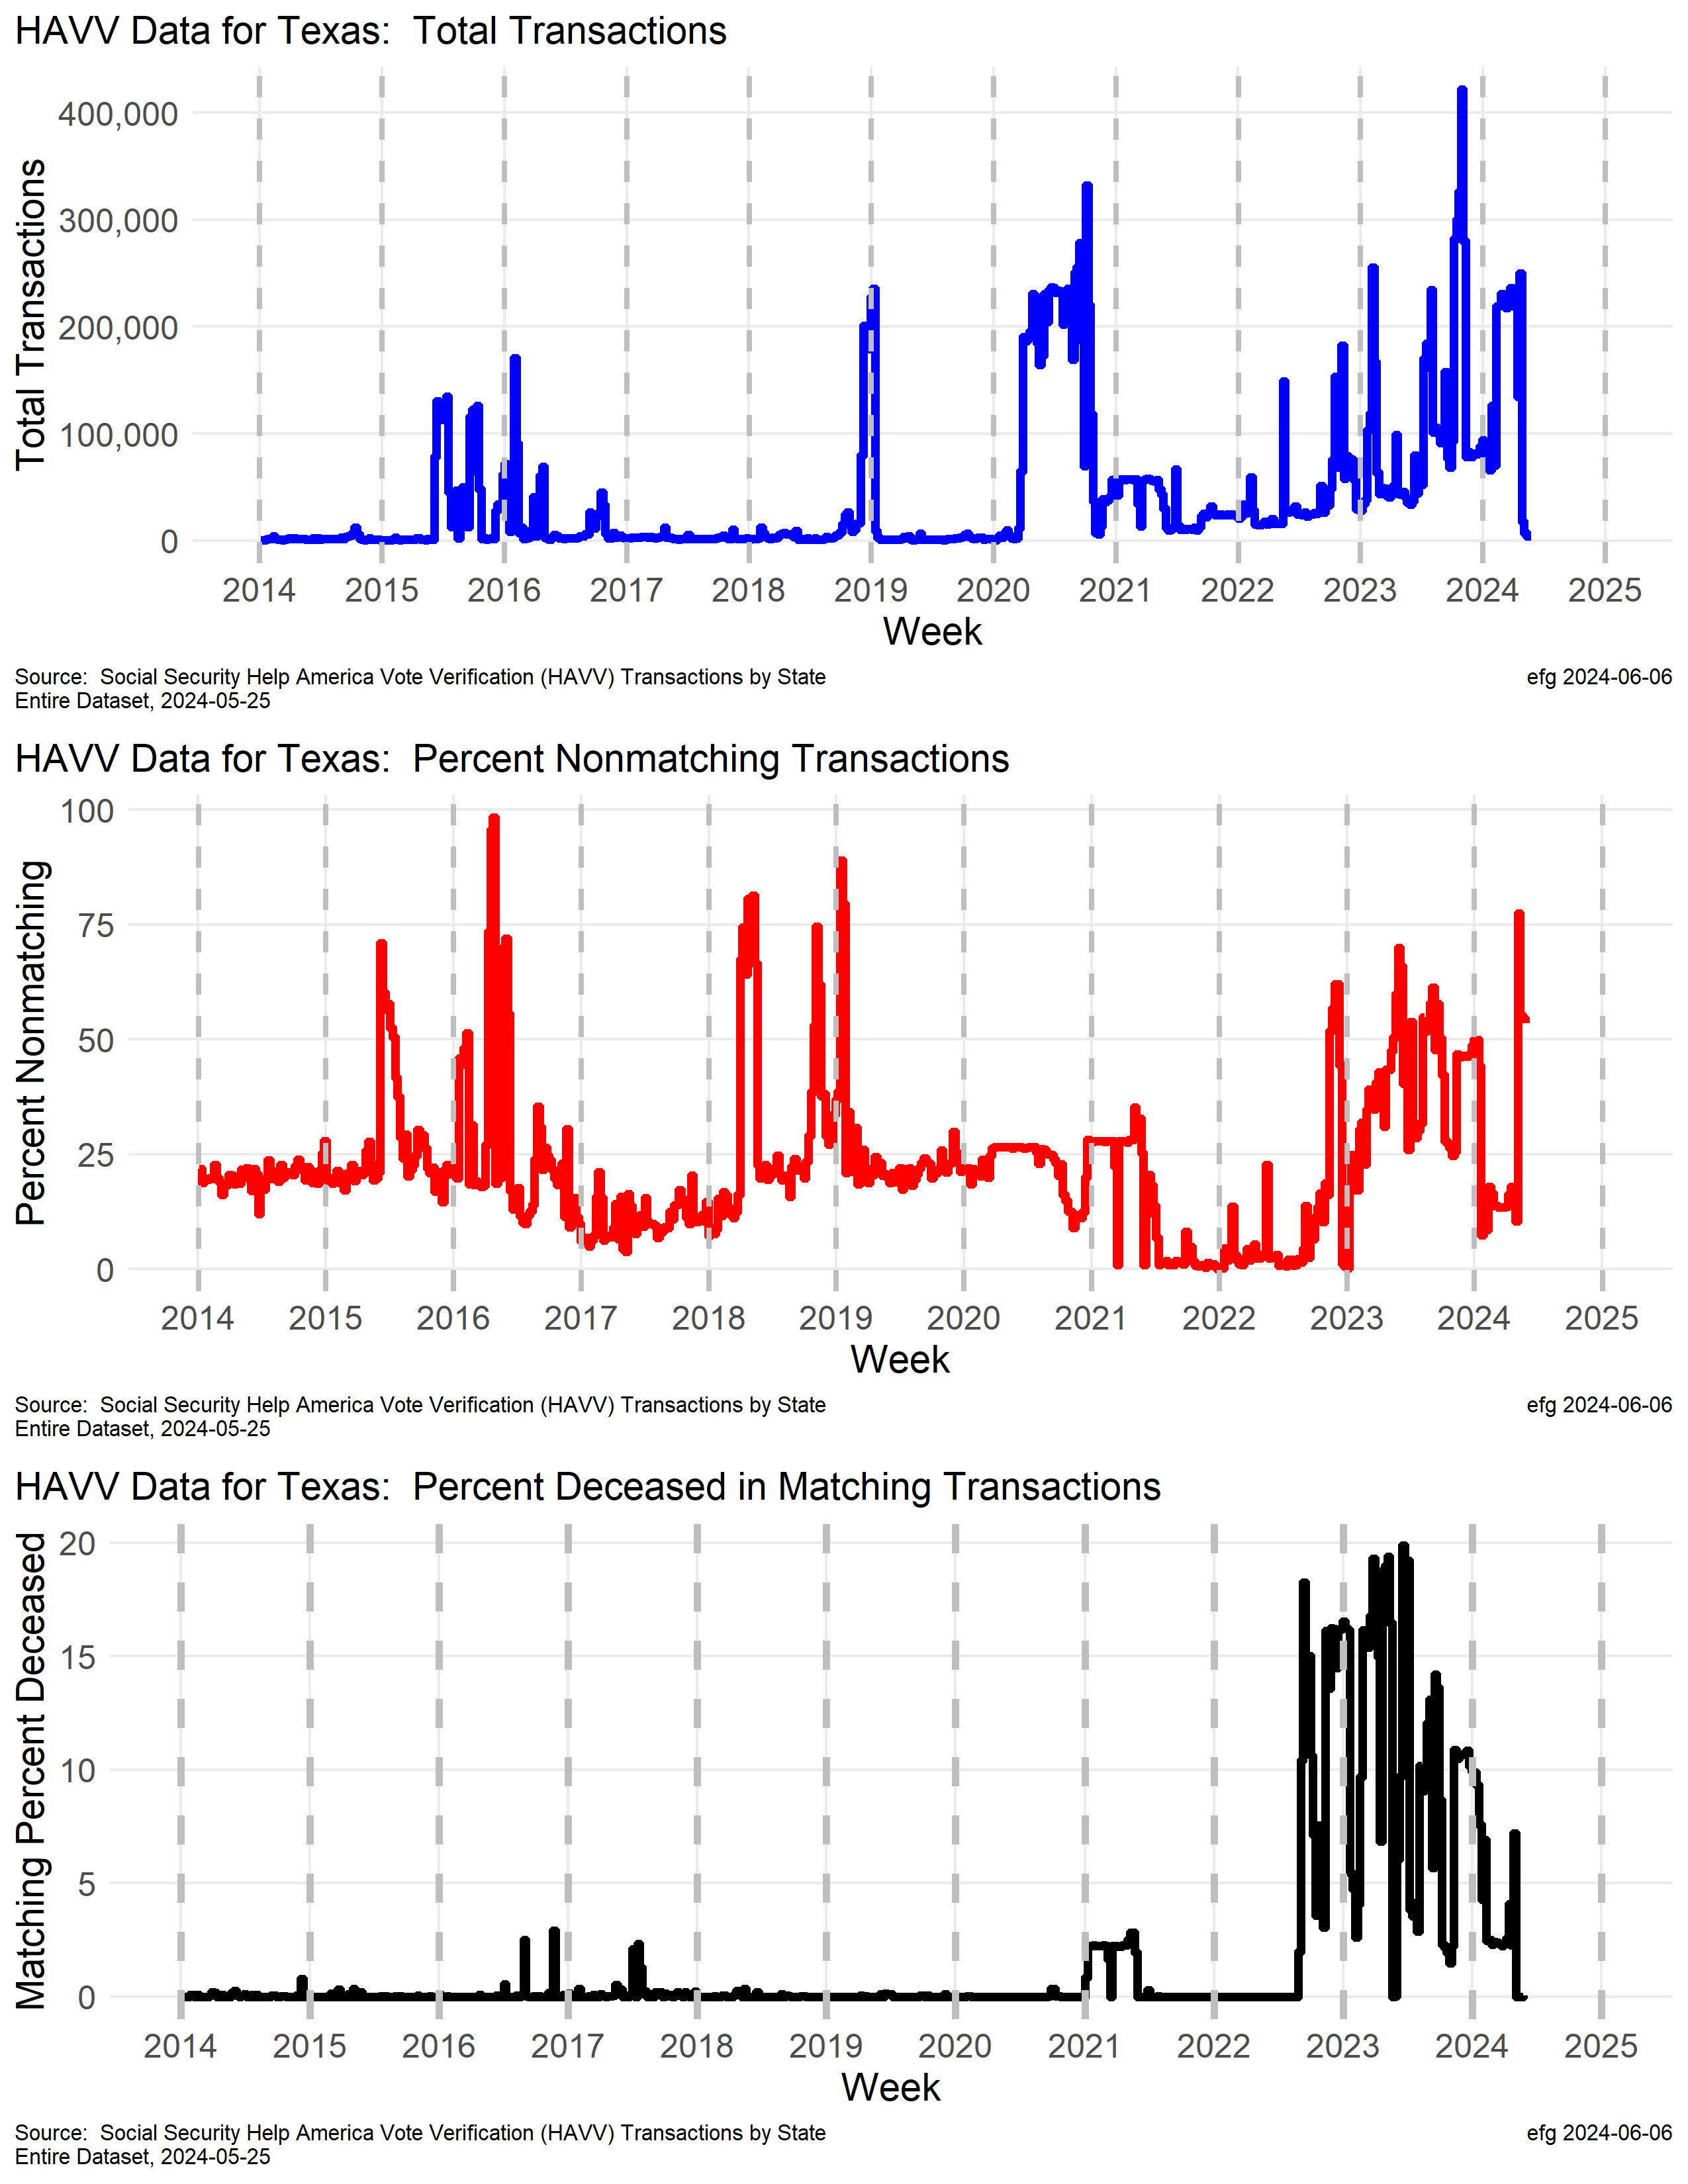 HAVV Data for Texas:  Total Transactions
Total Transactions
400,000
300,000
200,000
100,000
0
2014 2015 2016 2017 2018 2019 2020 2021 2022 2023 2024 2025
Week
Source:  Social Security Help America Vote Verification (HAVV) Transactions by State
Entire Dataset, 2024-05-25
efg 2024-06-06
HAVV Data for Texas:  Percent Nonmatching Transactions
Percent Nonmatching
100
75
50
25
0
2014 2015 2016 2017 2018 2019 2020 2021 2022 2023 2024 2025
Week
Source:  Social Security Help America Vote Verification (HAVV) Transactions by State
Entire Dataset, 2024-05-25
efg 2024-06-06
HAVV Data for Texas:  Percent Deceased in Matching Transactions
Matching Percent Deceased
20
15
10
5
0
2014 2015 2016 2017 2018 2019 2020 2021 2022 2023 2024 2025
Week
Source:  Social Security Help America Vote Verification (HAVV) Transactions by State
Entire Dataset, 2024-05-25
efg 2024-06-06